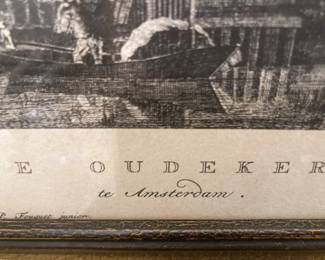 E OUDEKER
te Amsterdam.
P. Fouquet junior